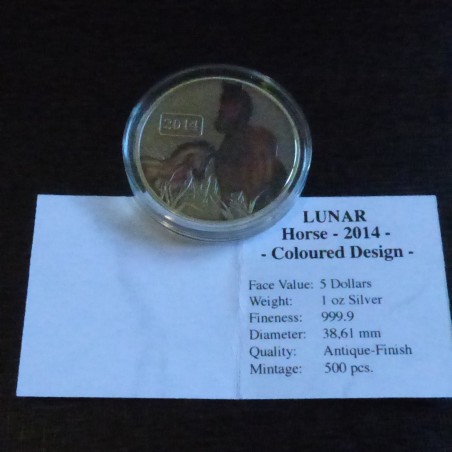 2014
LUNAR
Horse - 2014 -
- Coloured Design -
Face Value: 5 Dollars
Weight: 1 oz Silver
Fineness: 999.9
Diameter: 38,61 mm
Quality: Antique-Finish
Mintage: 500 pcs.